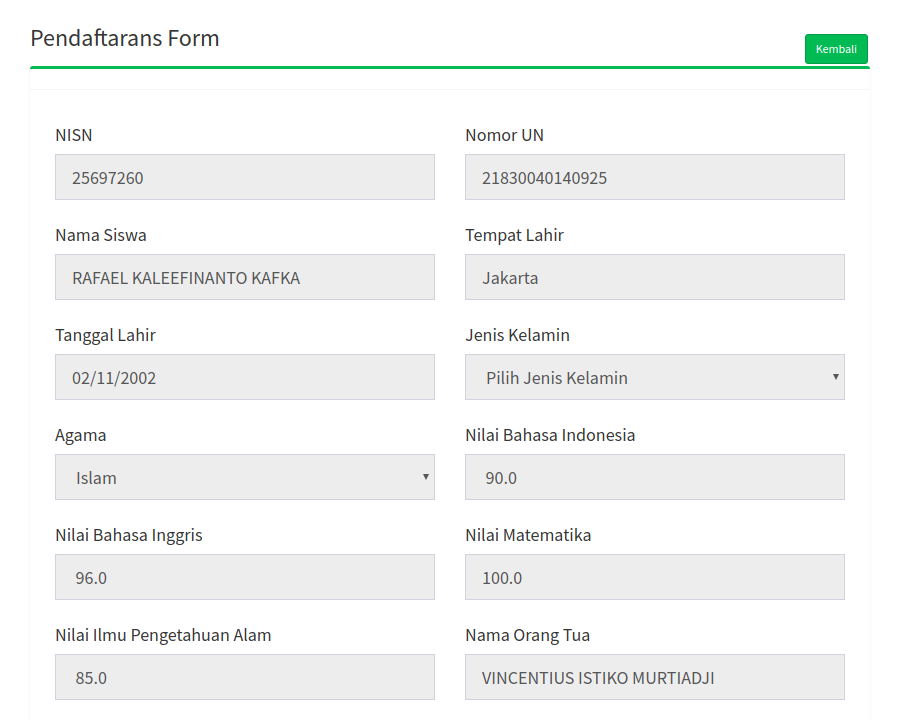 Pendaftarans Form
Kembali
NISN
Nomor UN
25697260
21830040140925
Nama Siswa
Tempat Lahir
RAFAEL KALEEFINANTO KAFKA
Jakarta
Tanggal Lahir
Jenis Kelamin
02/11/2002
Pilih Jenis Kelamin
Agama
Nilai Bahasa Indonesia
Islam
90.0
Nilai Bahasa Inggris
Nilai Matematika
96.0
100.0
Nilai Ilmu Pengetahuan Alam
Nama Orang Tua
85.0
VINCENTIUS ISTIKO MURTIADJI